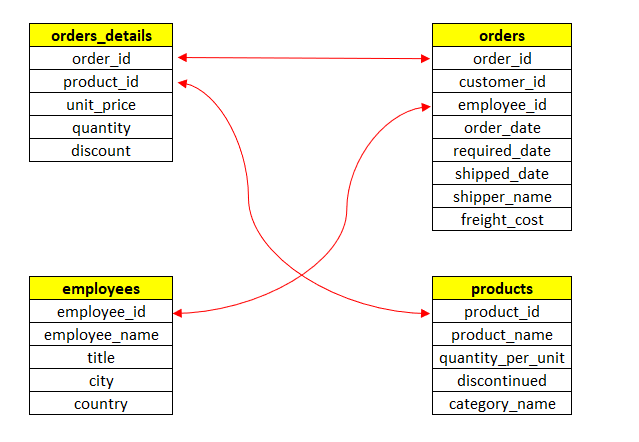 orders_details
order_id
product_id
unit_price
quantity
discount
orders
order_id
customer_id
employee_id
order_date
required_date
shipped_date
shipper_name
freight_cost
employees
employee_id
employee_name
title
city
country
products
product_id
product_name
quantity_per_unit
discontinued
category_name